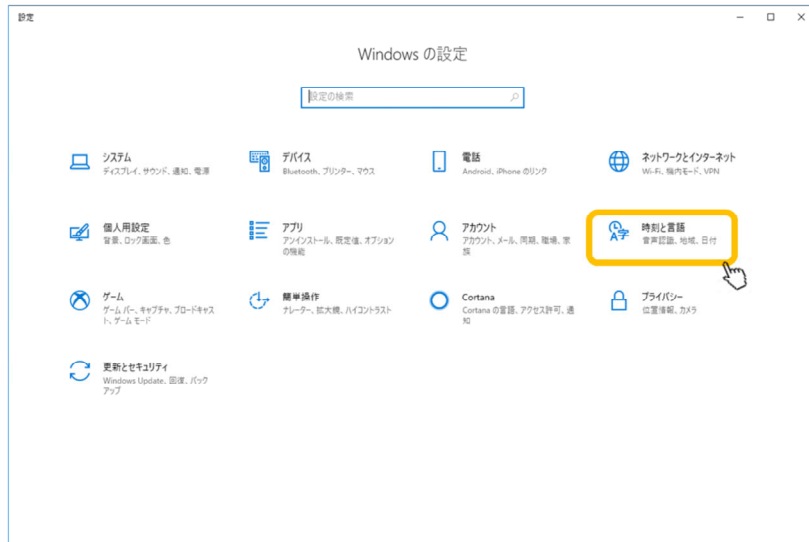 設定
Windows の設定
設定の検索
システム
ディスプレイ、サウンド、通知、電源
デバイス
Bluetooth、プリンター、マウス
電話
Android、iPhone のリンク
ネットワークとインターネット
Wi-Fi、機内モード、VPN
個人用設定
背景、ロック画面、色
アプリ
アンインストール、既定値、オプション
の機能
アカウント
アカウント、メール、同期、職場、家
族
時刻と言語
音声認識、地域、日付
ゲーム
ゲーム バー、キャプチャ、ブロードキャス
ト、ゲーム モード
簡単操作
ナレーター、拡大鏡、ハイコントラスト
Cortana
Cortana の言語、アクセス許可、通
知
プライバシー
位置情報、カメラ
更新とセキュリティ
Windows Update、回復、バック
アップ